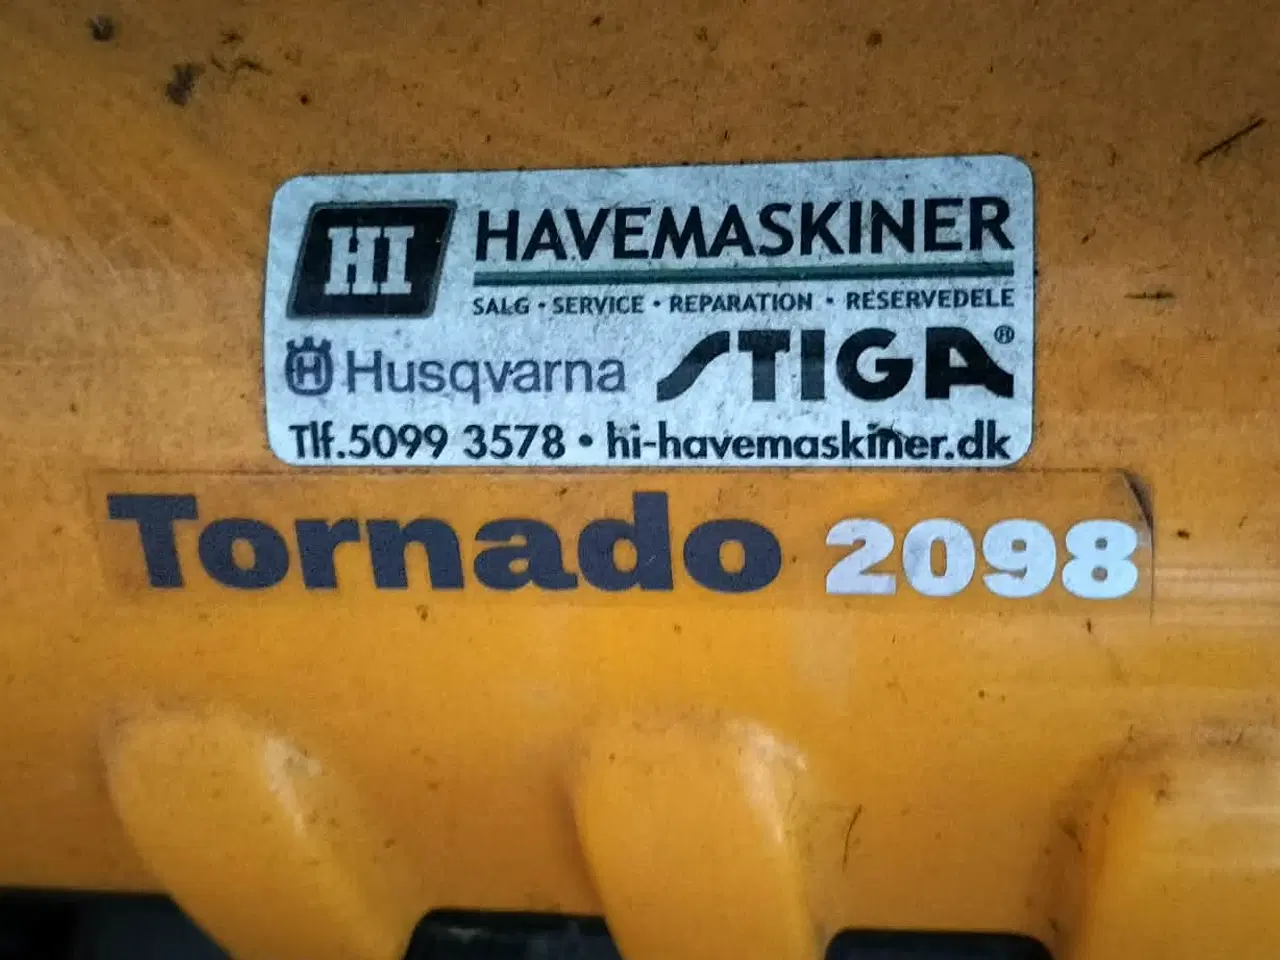 HI HAVEMASKINER
SALG · SERVICE · REPARATION · RESERVEDELE
H Husqvarna STIGA®
Tlf.5099 3578 • hi-havemaskiner.dk
Tornado 2098